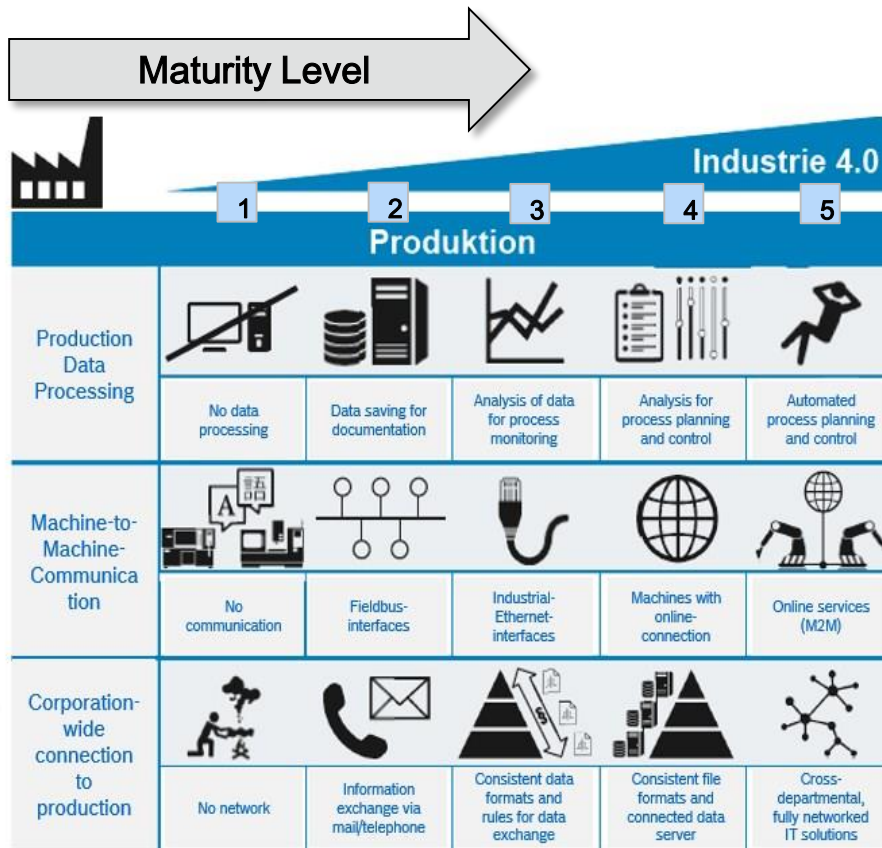 Maturity Level
Industrie 4.0
1 2 3 4 5
Produktion
Production
Data
Processing
No data
processing
Data saving for
documentation
Analysis of data
for process
monitoring
Analysis for
process planning
and control
Automated
process planning
and control
A 語
Machine-to-
Machine-
Communica
tion
No
communication
Fieldbus-
interfaces
Industrial-
Ethernet-
interfaces
Machines with
online-
connection
Online services
(M2M)
§
Corporation-
wide
connection
to
production
No network
Information
exchange via
mail/telephone
Consistent data
formats and
rules for data
exchange
Consistent file
formats and
connected data
server
Cross-
departmental,
fully networked
IT solutions